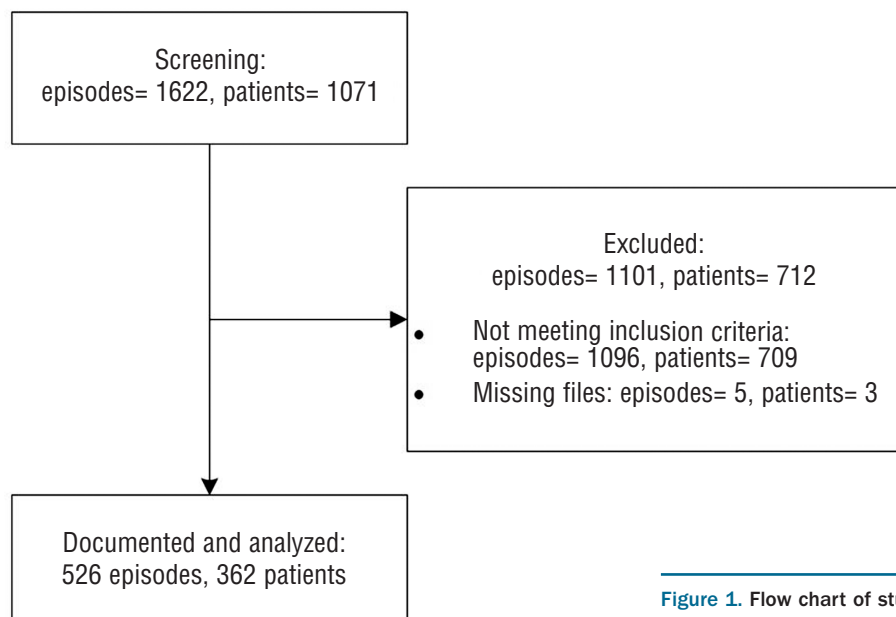 Screening:
episodes= 1622, patients= 1071
Excluded:
episodes= 1101, patients= 712
• Not meeting inclusion criteria:
episodes= 1096, patients= 709
• Missing files: episodes= 5, patients= 3
Documented and analyzed:
526 episodes, 362 patients
Figure 1. Flow chart of